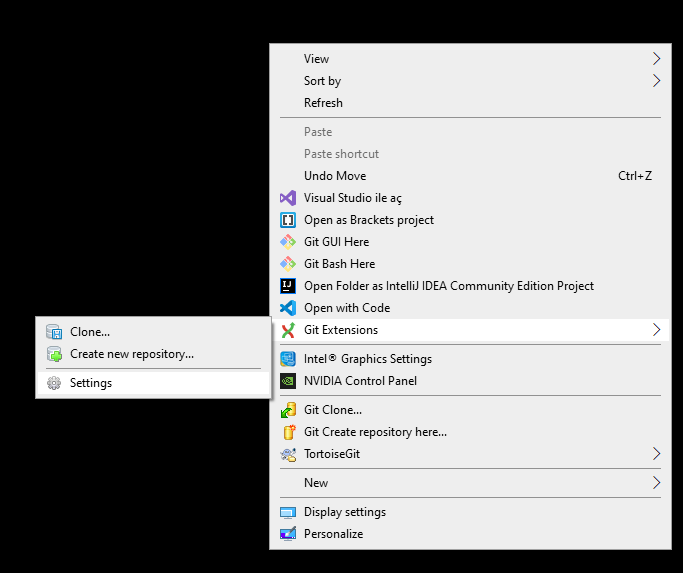 View
Sort by
Refresh
Paste
Paste shortcut
Undo Move Ctrl+Z
Visual Studio ile aç
Open as Brackets project
Git GUI Here
Git Bash Here
Open Folder as IntelliJ IDEA Community Edition Project
Open with Code
Git Extensions
Clone...
Create new repository...
Settings
Intel® Graphics Settings
NVIDIA Control Panel
Git Clone...
Git Create repository here...
TortoiseGit
New
Display settings
Personalize